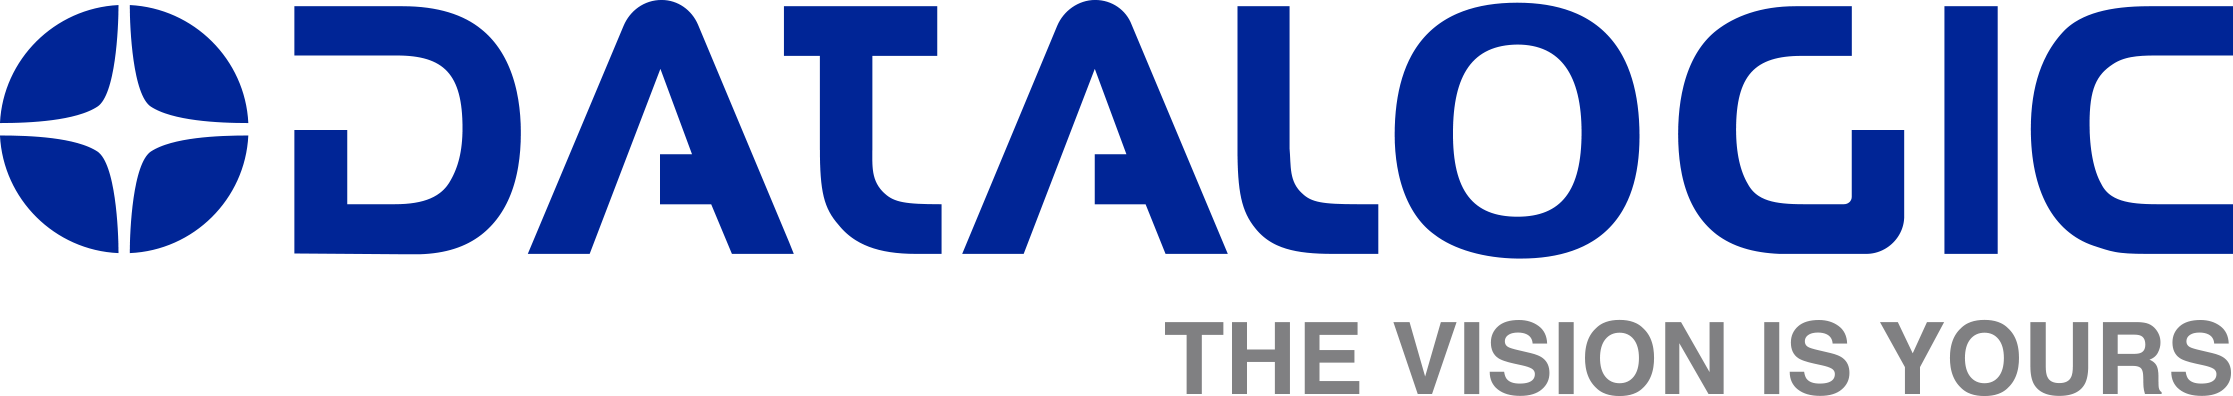 DATALOGIC
THE VISION IS YOURS